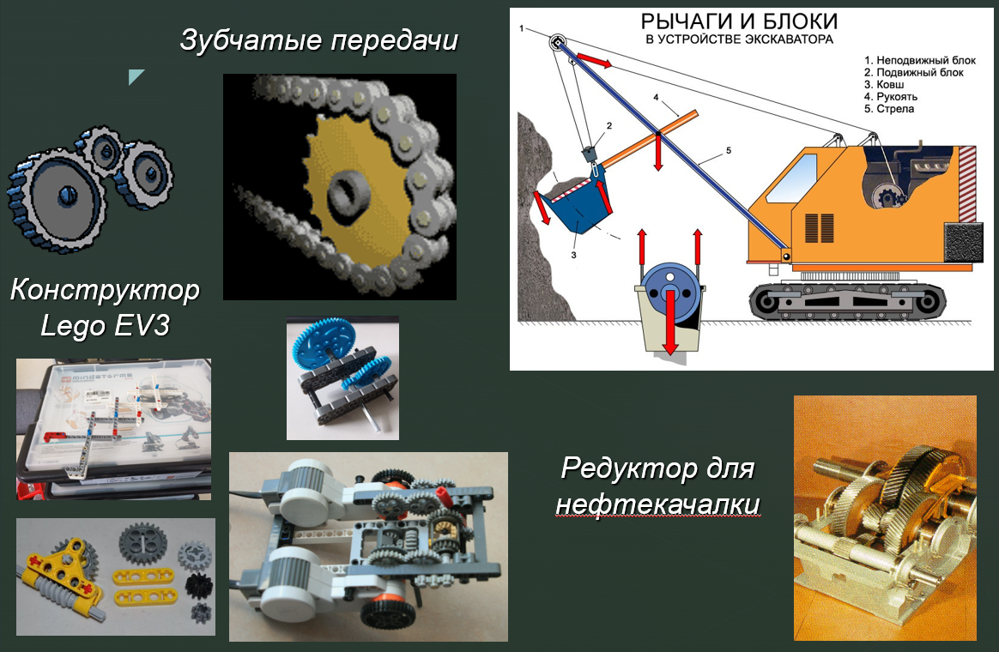 Зубчатые передачи
РЫЧАГИ И БЛОКИ
В УСТРОЙСТВЕ ЭКСКАВАТОРА
1. Неподвижный блок
2. Подвижный блок
3. Ковш
4. Рукоять
5. Стрела
1
4
2
5
3
Конструктор
Lego EV3
mindstorms
Редуктор для
нефтекачалки